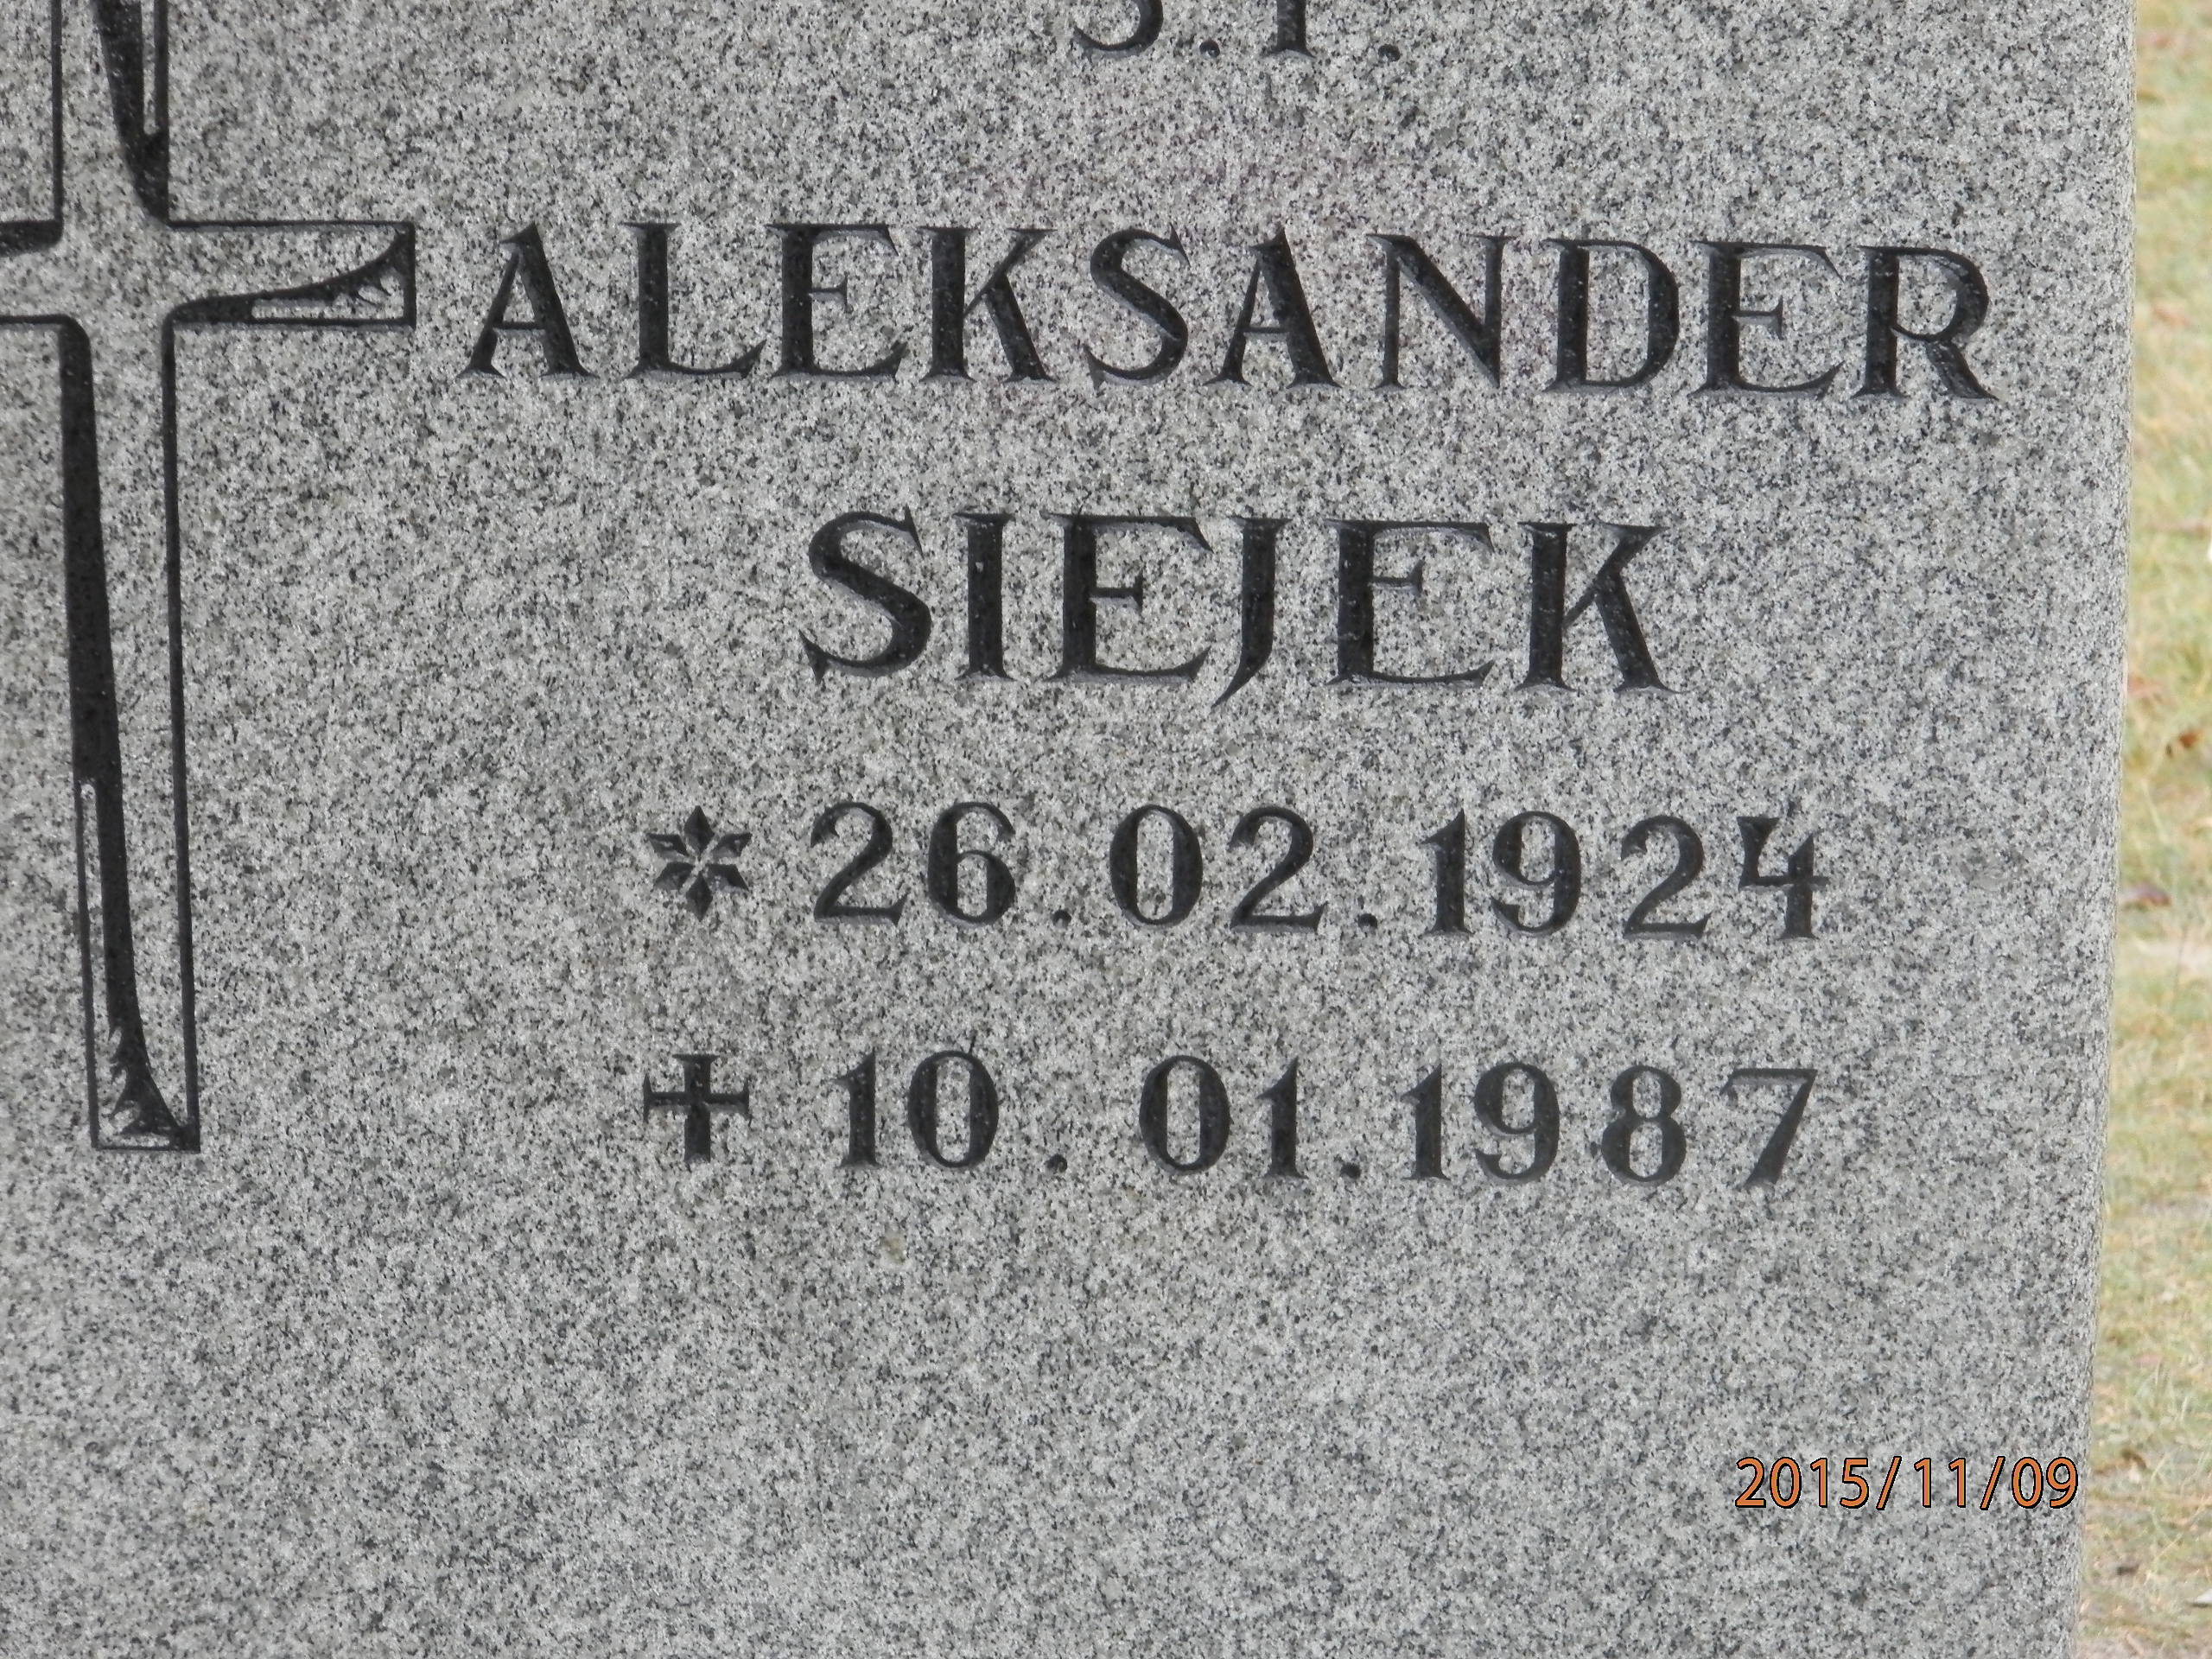 ALEKSANDER
SIEJEK
* 26.02.1924
✝ 10.01.1987
2015/11/09